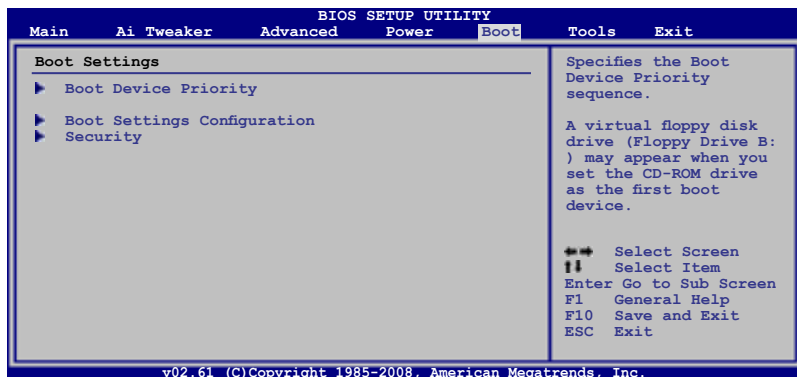 BIOS SETUP UTILITY
Main Ai Tweaker Advanced Power Boot Tools Exit
Boot Settings
Boot Device Priority
Boot Settings Configuration
Security
Specifies the Boot
Device Priority
sequence.
A virtual floppy disk
drive (Floppy Drive B:
) may appear when you
set the CD-ROM drive
as the first boot
device.
Select Screen
Select Item
Enter Go to Sub Screen
F1 General Help
F10 Save and Exit
ESC Exit
v02.61 (C)Copyright 1985-2008, American Megatrends, Inc.